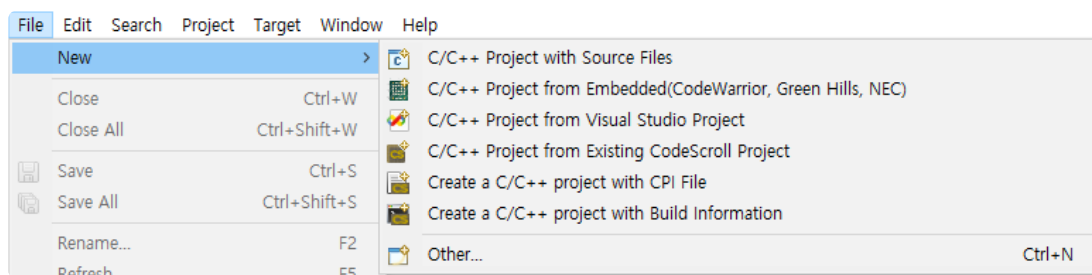 File Edit Search Project Target Window Help
New >
Close Ctrl+W
Close All Ctrl+Shift+W
Save Ctrl+S
Save All Ctrl+Shift+S
Rename... F2
Refresh F5
C/C++ Project with Source Files
C/C++ Project from Embedded(CodeWarrior, Green Hills, NEC)
C/C++ Project from Visual Studio Project
C/C++ Project from Existing CodeScroll Project
Create a C/C++ project with CPI File
Create a C/C++ project with Build Information
Other... Ctrl+N